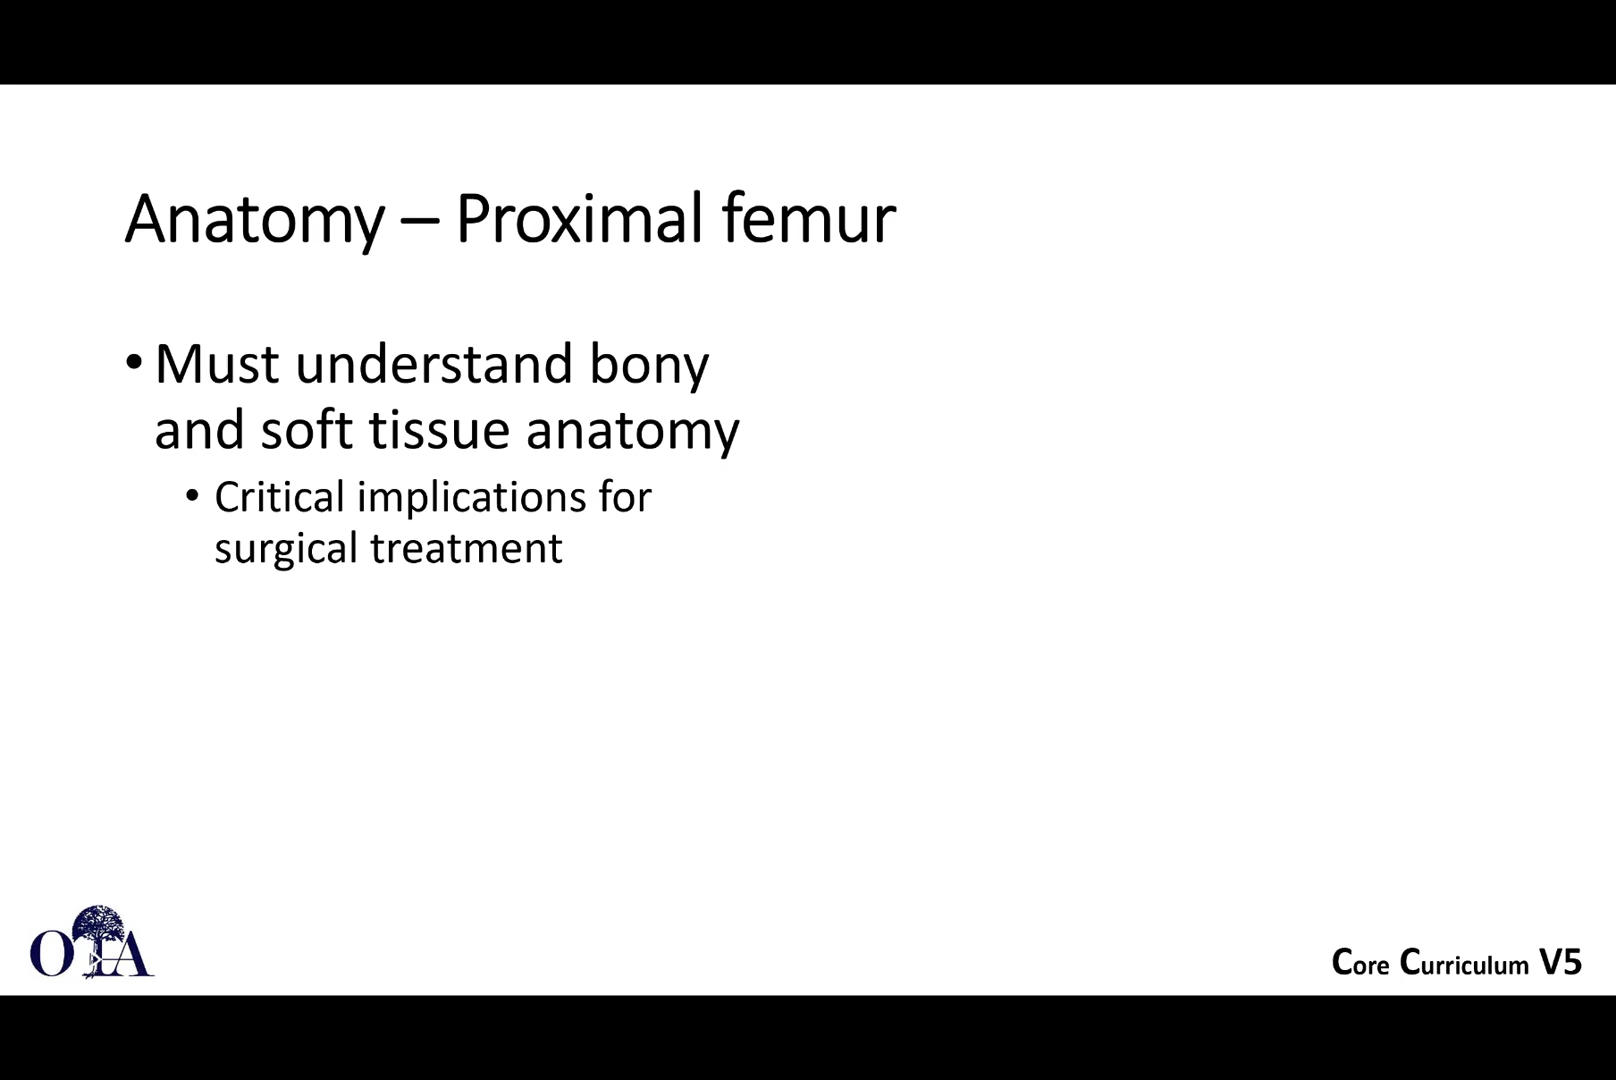 Anatomy – Proximal femur
• Must understand bony
and soft tissue anatomy
• Critical implications for
surgical treatment
OTA
Core Curriculum V5